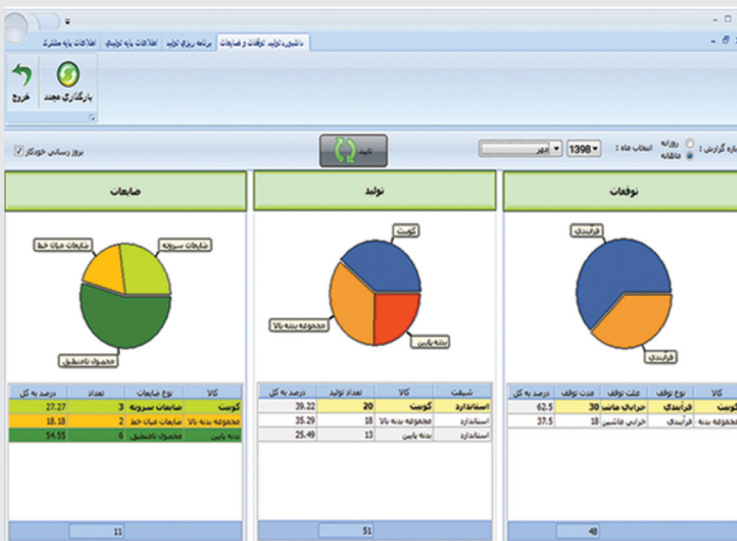 داشبورد تولید، توقفات و ضایعات برنامه ریزی تولید اطلاعات پایه تولیدی اطلاعات پایه مشترک
بارگذاری مجدد خروج
بازه گزارش : روزانه
ماهانه
انتخاب ماه : 1398 مهر
تایید
بروز رسانی خودکار
توقفات
فرآیندی
فرآیندی
کالا نوع توقف علت توقف مدت توقف درصد به کل
کوییت فرآیندی خرابی ماشین 30 62.5
مجموعه بدنه فرآیندی خرابی ماشین 18 37.5
48
تولید
کوییت
مجموعه بدنه بالا
بدنه پایین
شیفت کالا تعداد تولید درصد به کل
استاندارد کوییت 20 39.22
استاندارد مجموعه بدنه بالا 18 35.29
استاندارد بدنه پایین 13 25.49
51
ضایعات
ضایعات سرونه
ضایعات میان خط
محصول نامنطبق
کالا نوع ضایعات تعداد درصد به کل
کوییت ضایعات سرونه 3 27.27
مجموعه بدنه بالا ضایعات میان خط 2 18.18
بدنه پایین محصول نامنطبق 6 54.55
11